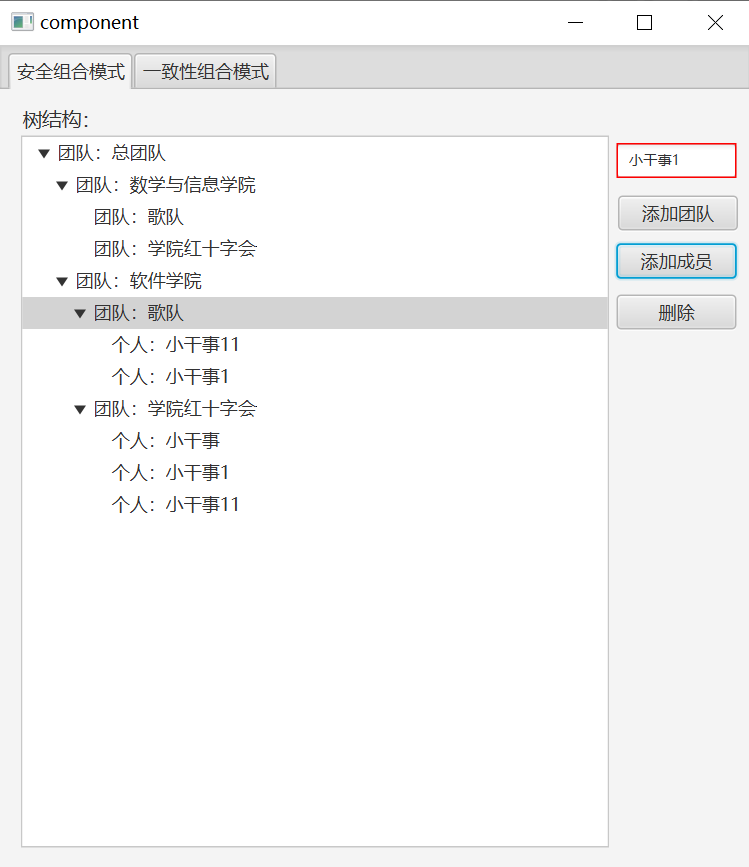 component
安全组合模式 一致性组合模式
树结构：
团队：总团队
团队：数学与信息学院
团队：歌队
团队：学院红十字会
团队：软件学院
团队：歌队
个人：小干事11
个人：小干事1
团队：学院红十字会
个人：小干事
个人：小干事1
个人：小干事11
小干事1
添加团队
添加成员
删除